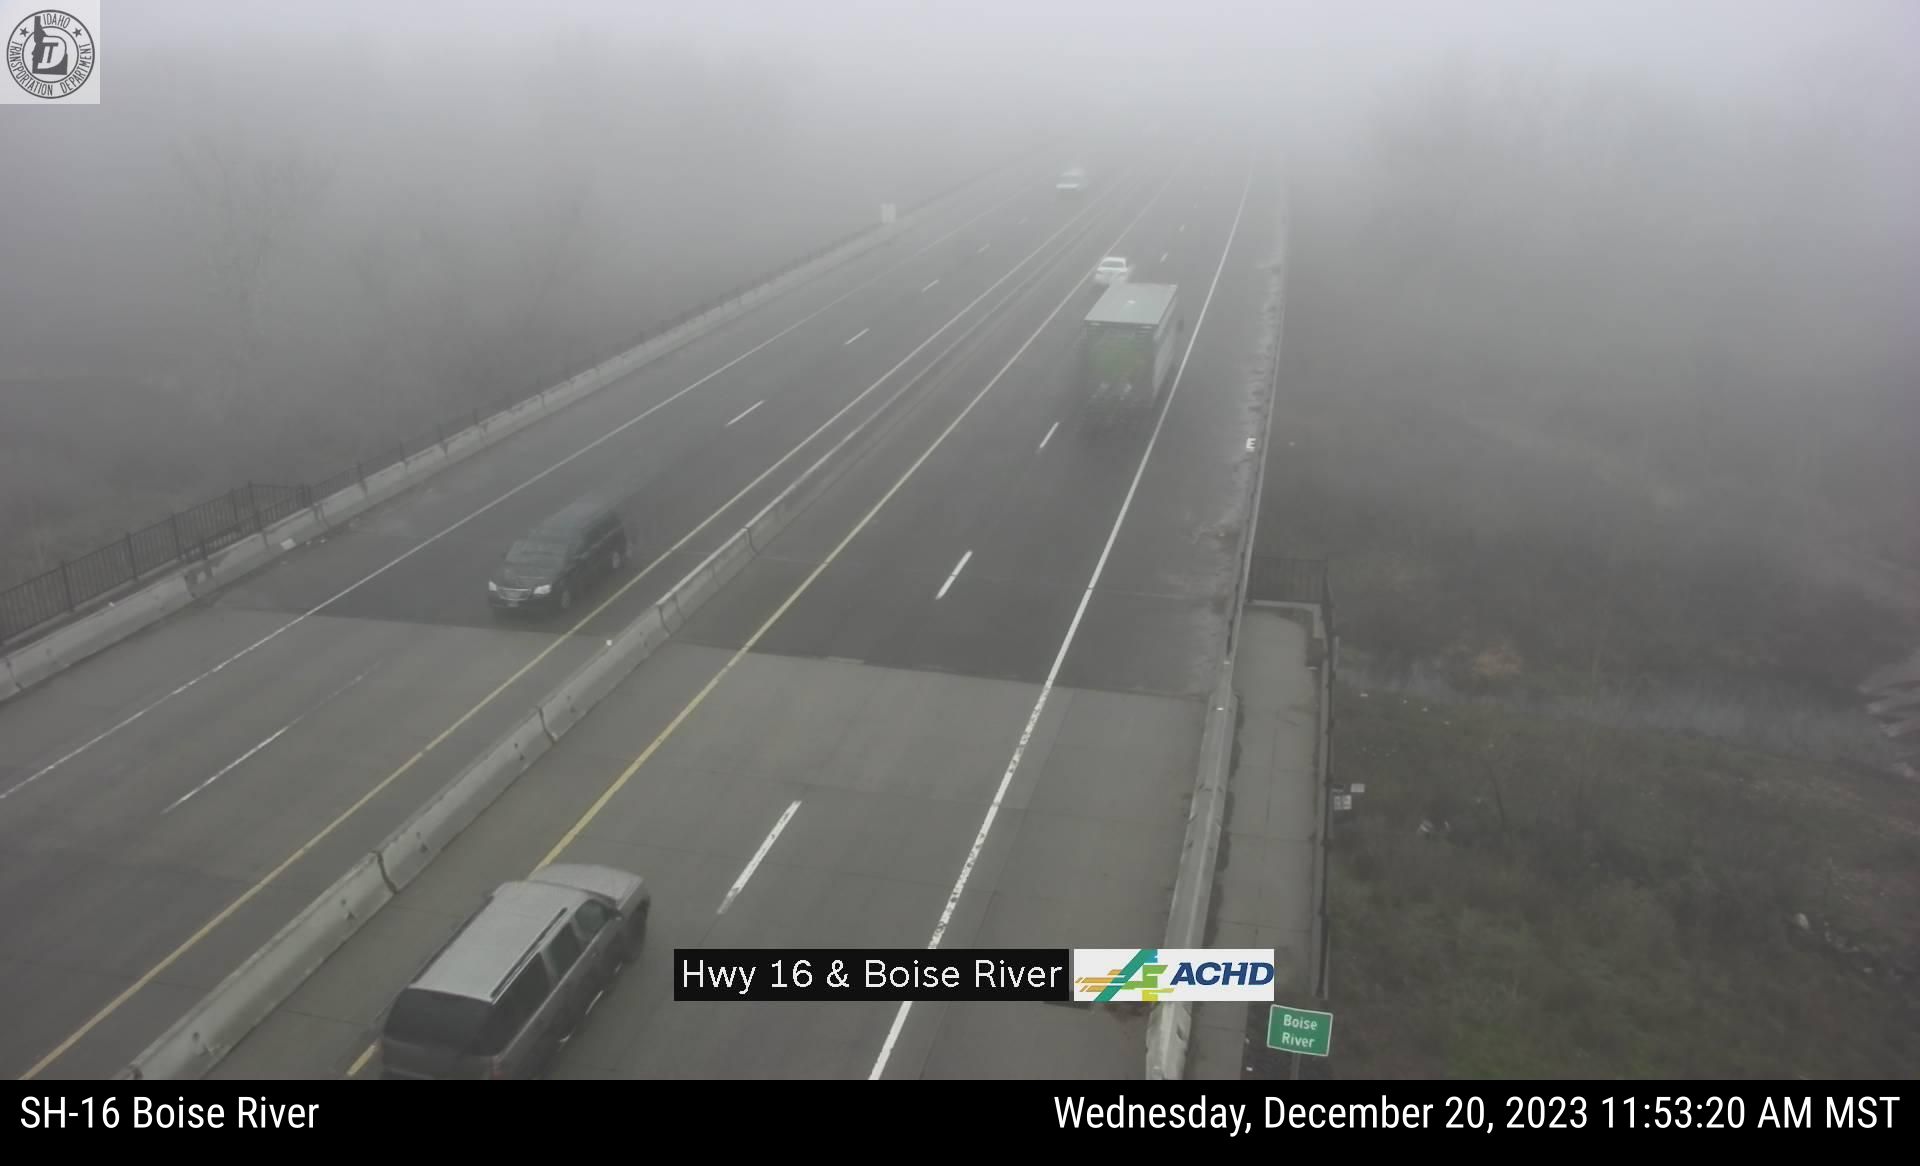 IDAHO
TRANSPORTATION DEPARTMENT
IDT
E
Hwy 16 & Boise River
ACHD
Boise
River
SH-16 Boise River
Wednesday, December 20, 2023 11:53:20 AM MST